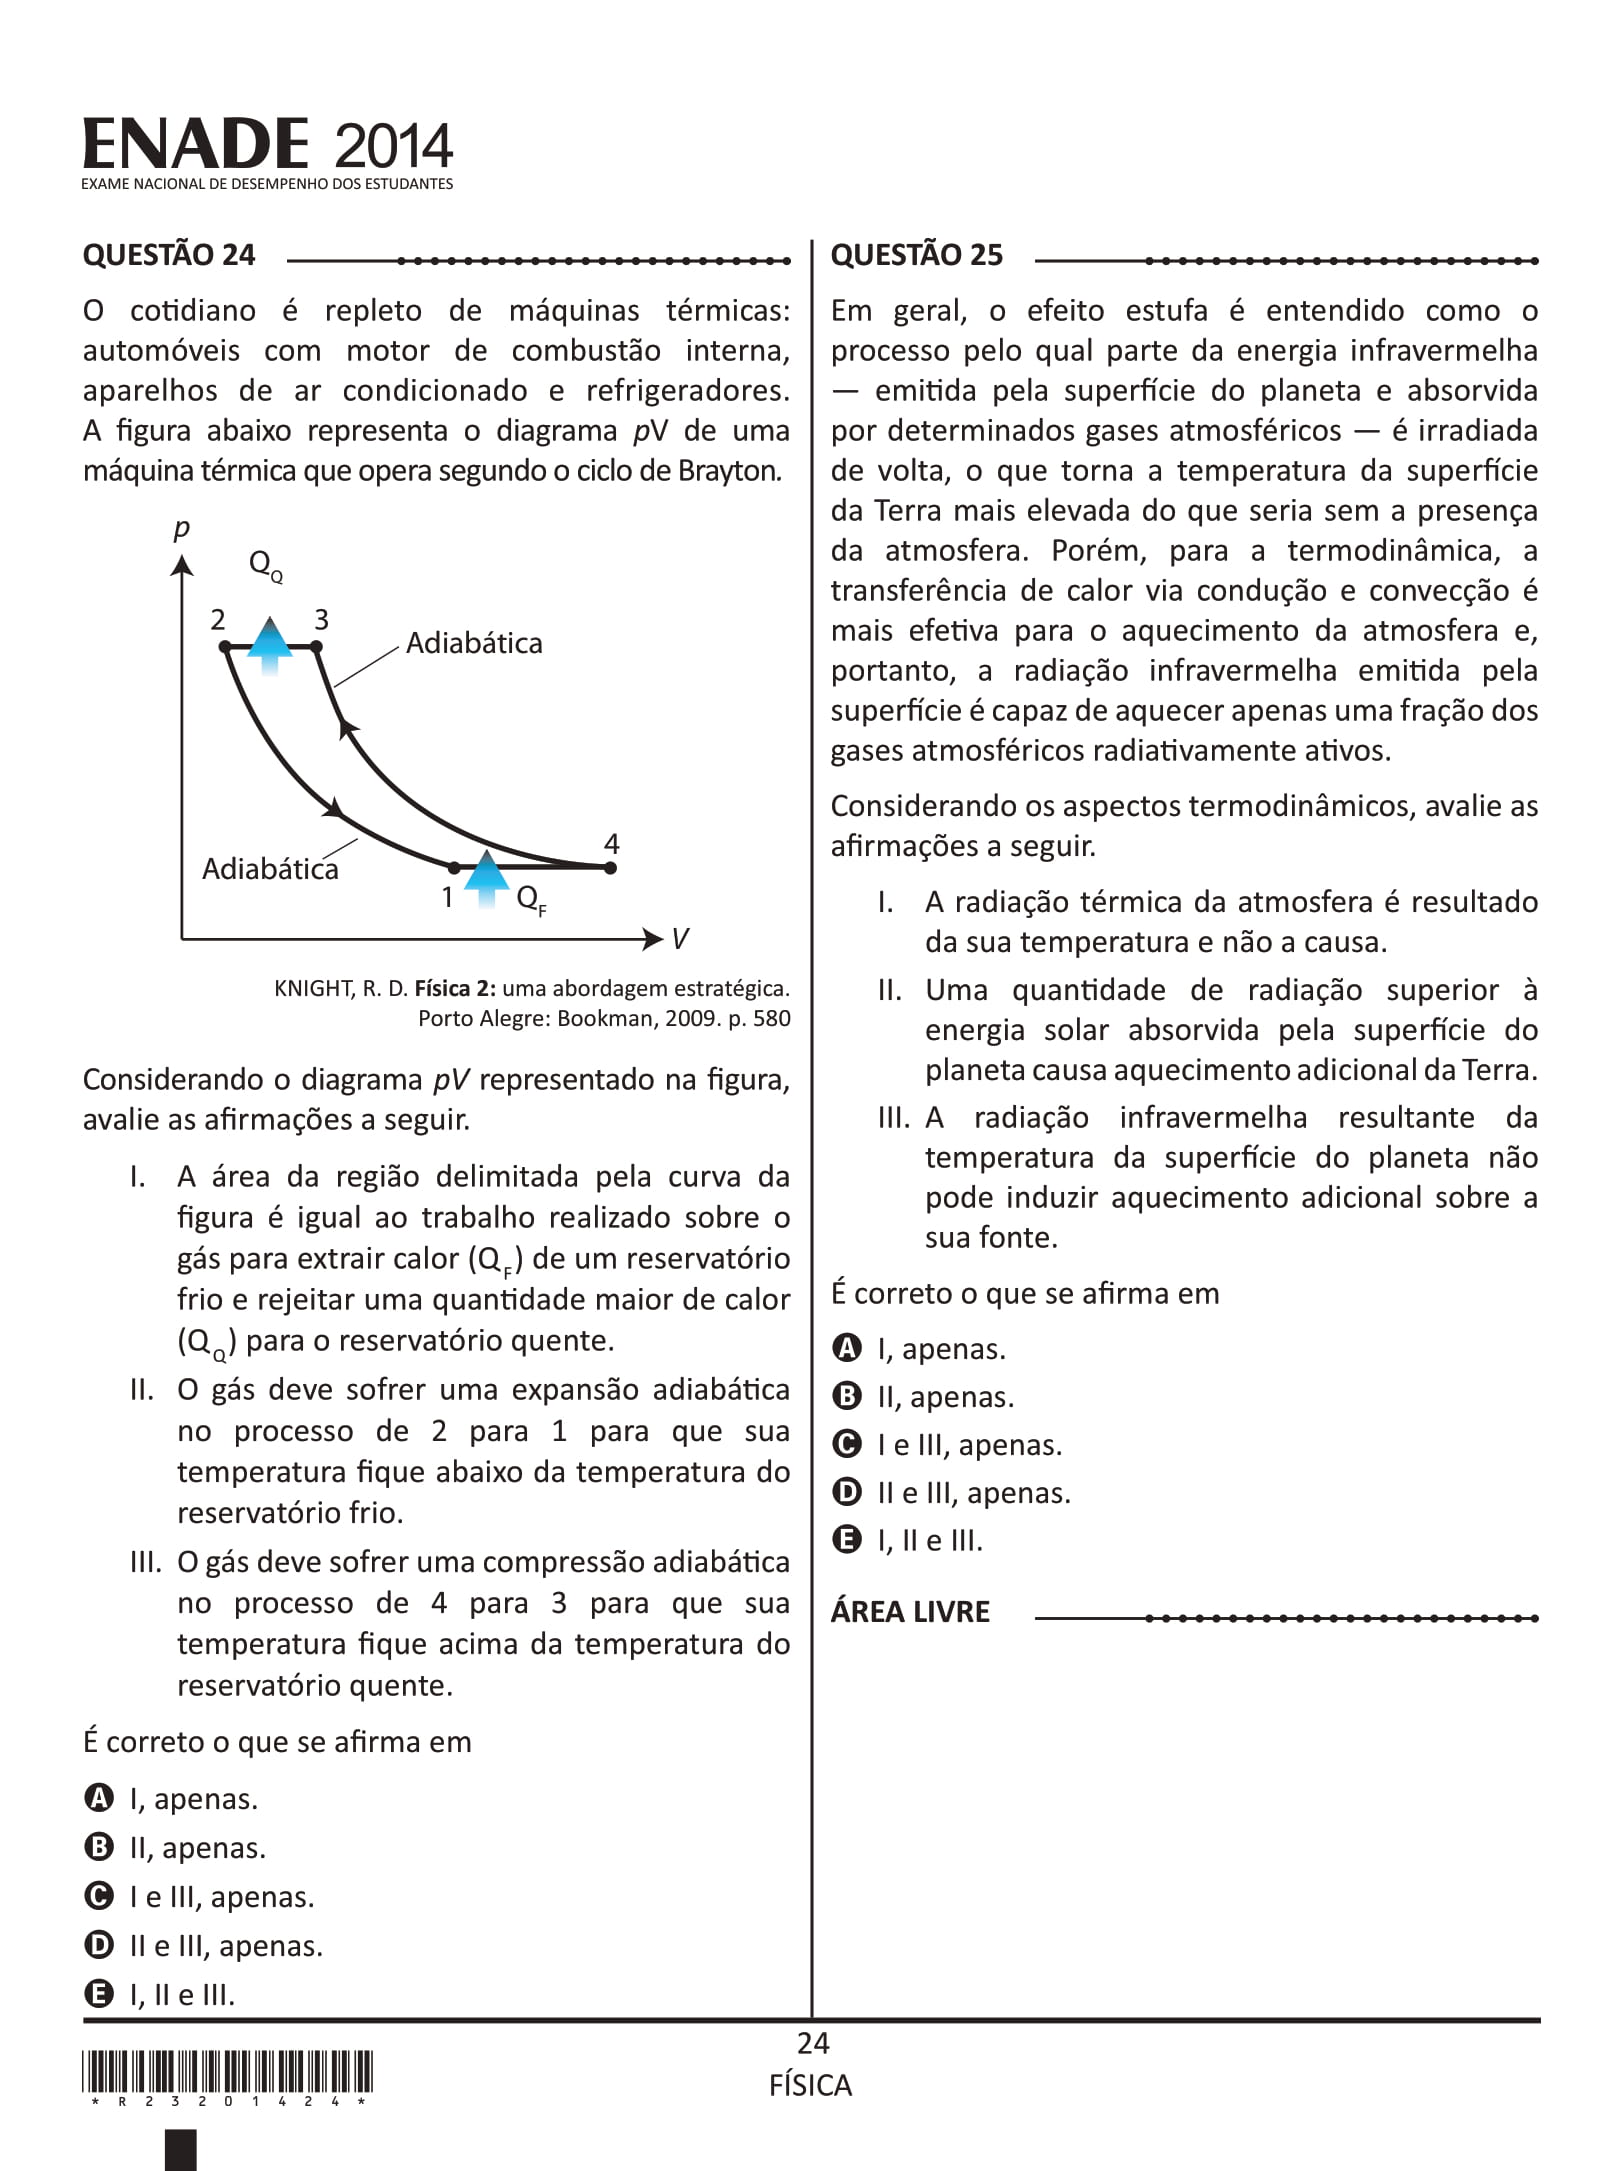 ENADE 2014
EXAME NACIONAL DE DESEMPENHO DOS ESTUDANTES
QUESTÃO 24
O cotidiano é repleto de máquinas térmicas:
automóveis com motor de combustão interna,
aparelhos de ar condicionado e refrigeradores.
A figura abaixo representa o diagrama pV de uma
máquina térmica que opera segundo o ciclo de Brayton.
p
Q_Q
2
3
Adiabática
4
Adiabática
1
Q_F
V
KNIGHT, R. D. Física 2: uma abordagem estratégica.
Porto Alegre: Bookman, 2009. p. 580
Considerando o diagrama pV representado na figura,
avalie as afirmações a seguir.
I. A área da região delimitada pela curva da
figura é igual ao trabalho realizado sobre o
gás para extrair calor (Q_F) de um reservatório
frio e rejeitar uma quantidade maior de calor
(Q_Q) para o reservatório quente.
II. O gás deve sofrer uma expansão adiabática
no processo de 2 para 1 para que sua
temperatura fique abaixo da temperatura do
reservatório frio.
III. O gás deve sofrer uma compressão adiabática
no processo de 4 para 3 para que sua
temperatura fique acima da temperatura do
reservatório quente.
É correto o que se afirma em
A I, apenas.
B II, apenas.
C I e III, apenas.
D II e III, apenas.
E I, II e III.
QUESTÃO 25
Em geral, o efeito estufa é entendido como o
processo pelo qual parte da energia infravermelha
— emitida pela superfície do planeta e absorvida
por determinados gases atmosféricos — é irradiada
de volta, o que torna a temperatura da superfície
da Terra mais elevada do que seria sem a presença
da atmosfera. Porém, para a termodinâmica, a
transferência de calor via condução e convecção é
mais efetiva para o aquecimento da atmosfera e,
portanto, a radiação infravermelha emitida pela
superfície é capaz de aquecer apenas uma fração dos
gases atmosféricos radiativamente ativos.
Considerando os aspectos termodinâmicos, avalie as
afirmações a seguir.
I. A radiação térmica da atmosfera é resultado
da sua temperatura e não a causa.
II. Uma quantidade de radiação superior à
energia solar absorvida pela superfície do
planeta causa aquecimento adicional da Terra.
III. A radiação infravermelha resultante da
temperatura da superfície do planeta não
pode induzir aquecimento adicional sobre a
sua fonte.
É correto o que se afirma em
A I, apenas.
B II, apenas.
C I e III, apenas.
D II e III, apenas.
E I, II e III.
ÁREA LIVRE
24
FÍSICA
* R 2 3 2 0 1 4 2 4 *